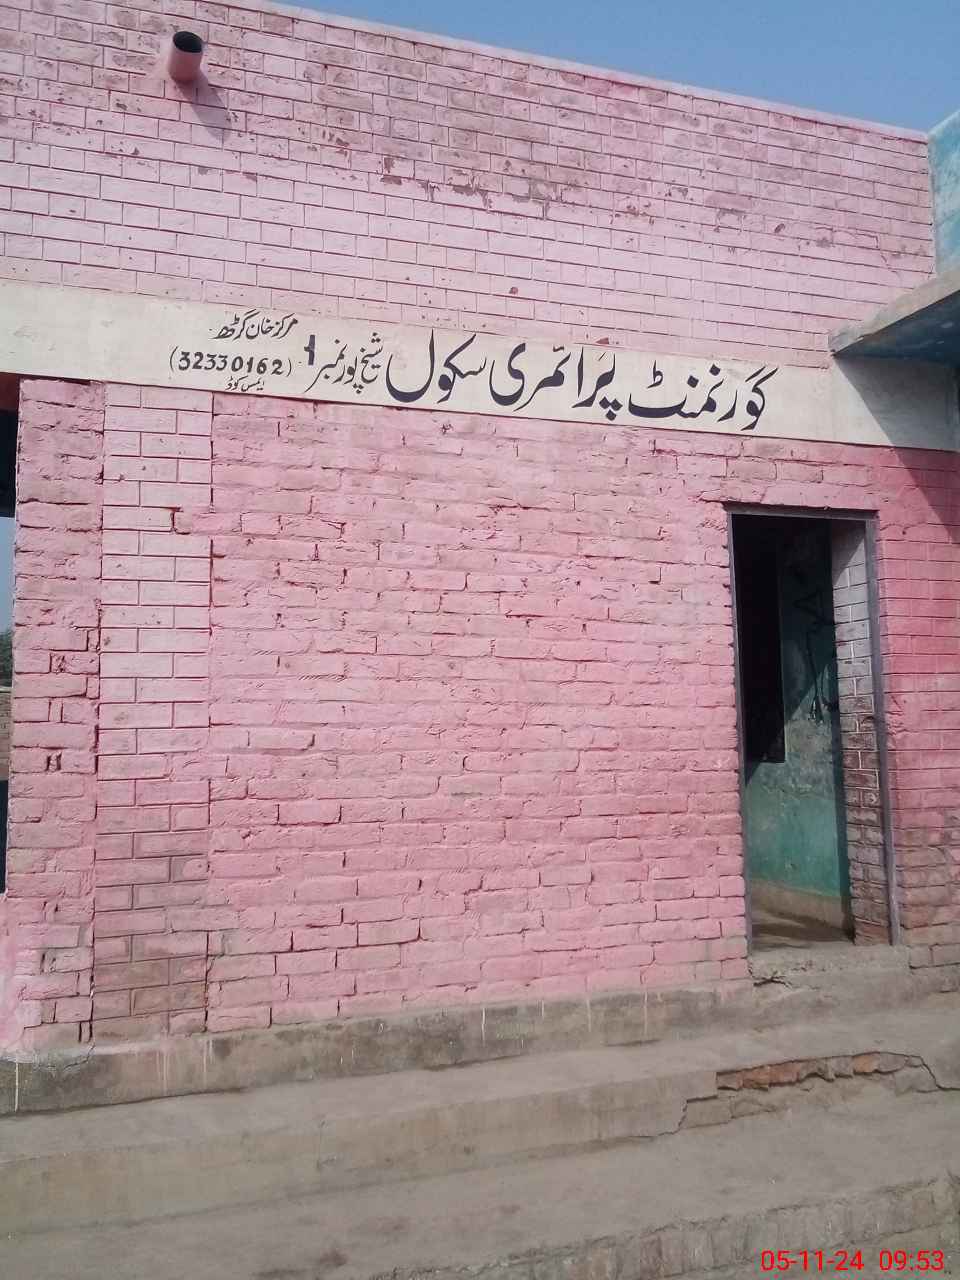 گورنمنٹ پرائمری سکول شیخ پور نمبر 1
مرکز خان گڑھ
(32330162)
ایمس کوڈ
05-11-24 09:53